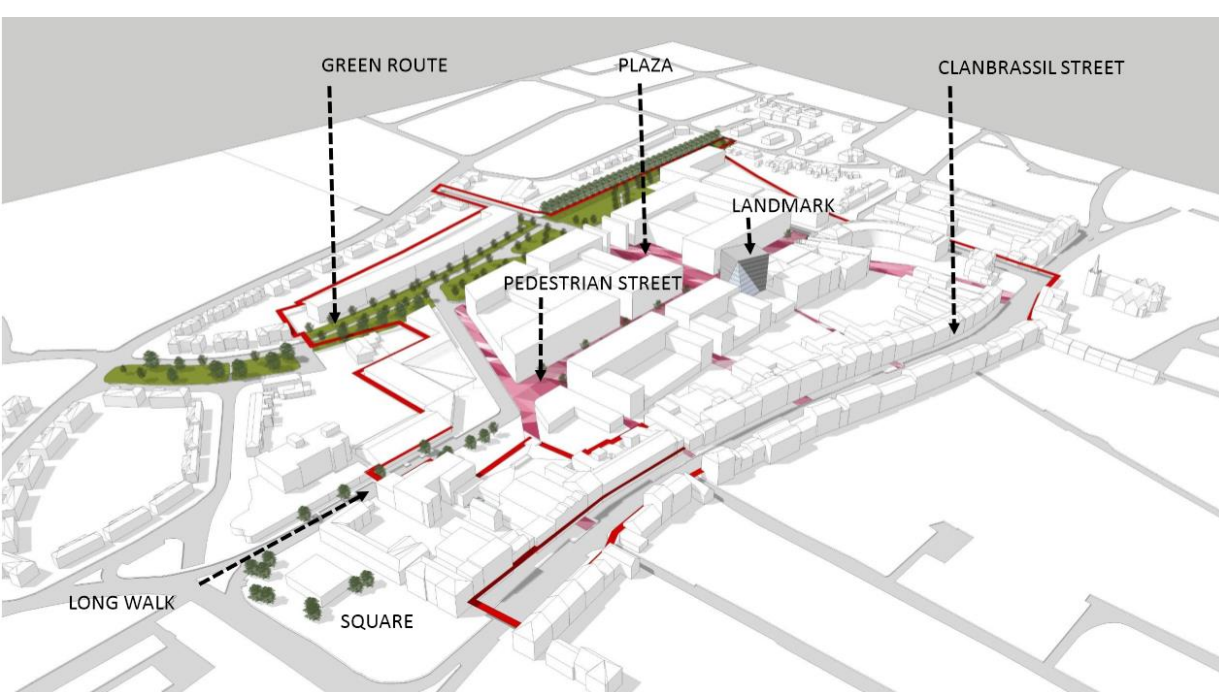 GREEN ROUTE
PLAZA
CLANBRASSIL STREET
LANDMARK
PEDESTRIAN STREET
LONG WALK
SQUARE